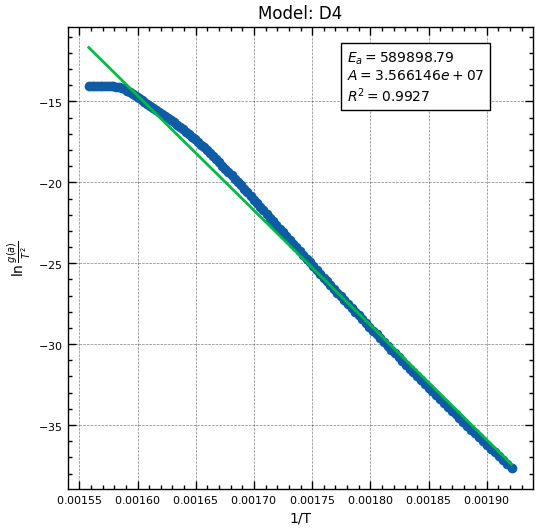 Model: D4
E_a = 589898.79
A = 3.566146e + 07
R^2 = 0.9927
ln g(a)/T^2
−15
−20
−25
−30
−35
0.00155 0.00160 0.00165 0.00170 0.00175 0.00180 0.00185 0.00190
1/T